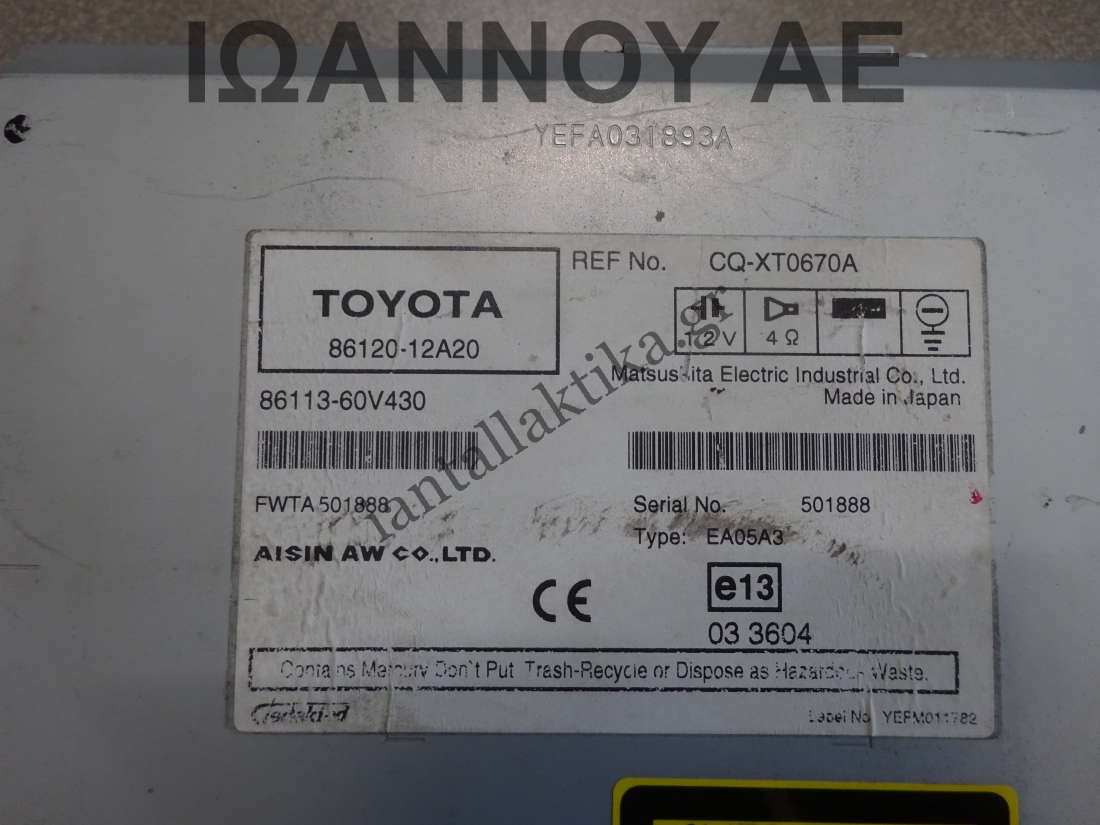 ΙΩΑΝΝΟΥ ΑΕ
YEFA031893A
TOYOTA
86120-12A20
REF No. CQ-XT0670A
12V 4Ω
86113-60V430
Matsushita Electric Industrial Co., Ltd.
Made in Japan
FWTA 501888
Serial No. 501888
Type: EA05A3
AISIN AW CO.,LTD.
CE
e13
03 3604
Contains Mercury Don't Put Trash-Recycle or Dispose as Hazardous Waste.
Label No YEFM011782
iantallaktika.gr